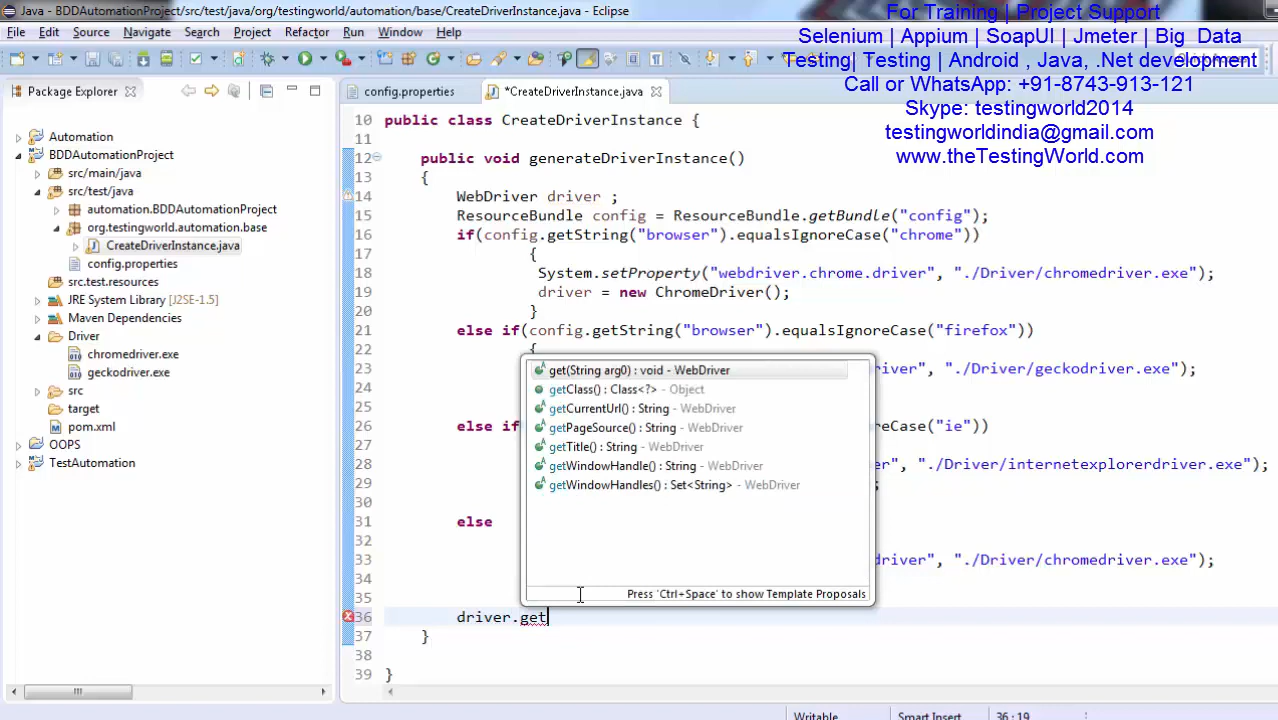 Java - BDDAutomationProject/src/test/java/org/testingworld/automation/base/CreateDriverInstance.java - Eclipse
For Training | Project Support
File Edit Source Navigate Search Project Refactor Run Window Help
Selenium | Appium | SoapUI | Jmeter | Big Data
Testing| Testing | Android , Java, .Net development
Call or WhatsApp: +91-8743-913-121
Skype: testingworld2014
testingworldindia@gmail.com
www.theTestingWorld.com
Package Explorer
Automation
BDDAutomationProject
src/main/java
src/test/java
automation.BDDAutomationProject
org.testingworld.automation.base
CreateDriverInstance.java
config.properties
src.test.resources
JRE System Library [J2SE-1.5]
Maven Dependencies
Driver
chromedriver.exe
geckodriver.exe
src
target
pom.xml
OOPS
TestAutomation
config.properties *CreateDriverInstance.java
10 public class CreateDriverInstance {
11
12 public void generateDriverInstance()
13 {
14 WebDriver driver ;
15 ResourceBundle config = ResourceBundle.getBundle("config");
16 if(config.getString("browser").equalsIgnoreCase("chrome"))
17 {
18 System.setProperty("webdriver.chrome.driver", "./Driver/chromedriver.exe");
19 driver = new ChromeDriver();
20 }
21 else if(config.getString("browser").equalsIgnoreCase("firefox"))
22 {
23 driver", "./Driver/geckodriver.exe");
24
25
26 else if eCase("ie"))
27
28 er", "./Driver/internetexplorerdriver.exe");
29 ;
30
31 else
32
33 driver", "./Driver/chromedriver.exe");
34
35
36 driver.get
37 }
38
39 }
get(String arg0) : void - WebDriver
getClass() : Class<?> - Object
getCurrentUrl() : String - WebDriver
getPageSource() : String - WebDriver
getTitle() : String - WebDriver
getWindowHandle() : String - WebDriver
getWindowHandles() : Set<String> - WebDriver
Press 'Ctrl+Space' to show Template Proposals
Writable Smart Insert 36 : 19